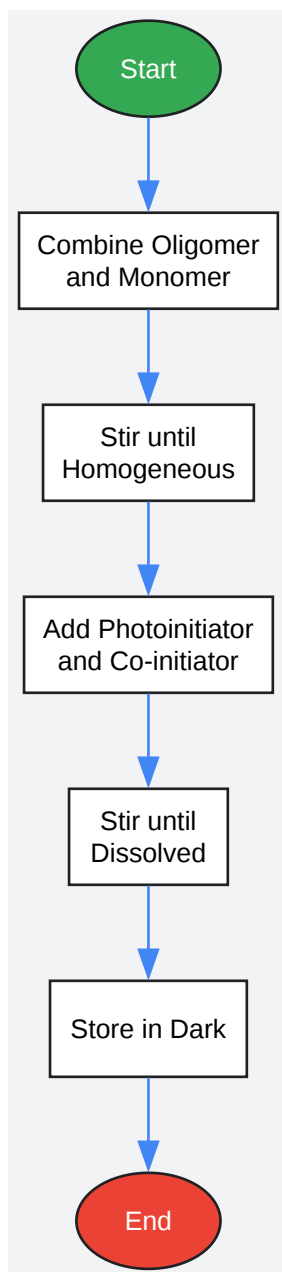 Start
Combine Oligomer
and Monomer
Stir until
Homogeneous
Add Photoinitiator
and Co-initiator
Stir until
Dissolved
Store in Dark
End